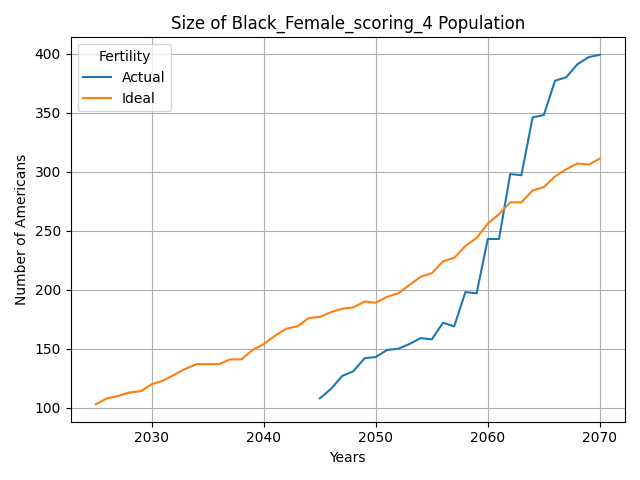 Size of Black_Female_scoring_4 Population
Fertility
Actual
Ideal
Number of Americans
400
350
300
250
200
150
100
2030 2040 2050 2060 2070
Years